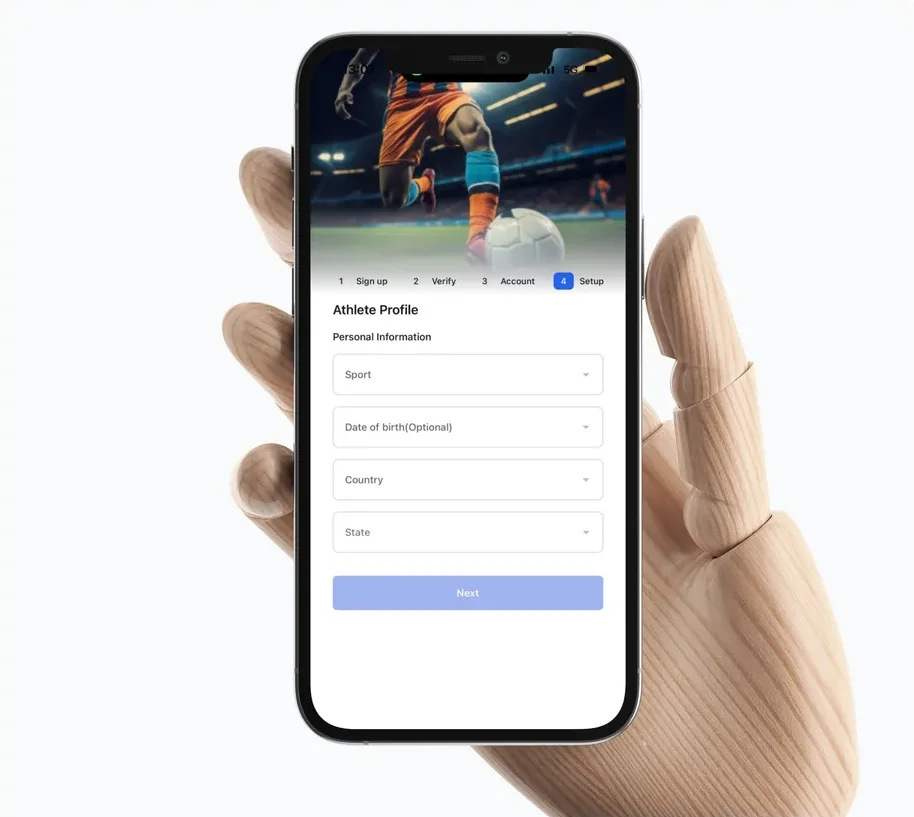 5G
1 Sign up 2 Verify 3 Account 4 Setup
Athlete Profile
Personal Information
Sport
Date of birth(Optional)
Country
State
Next